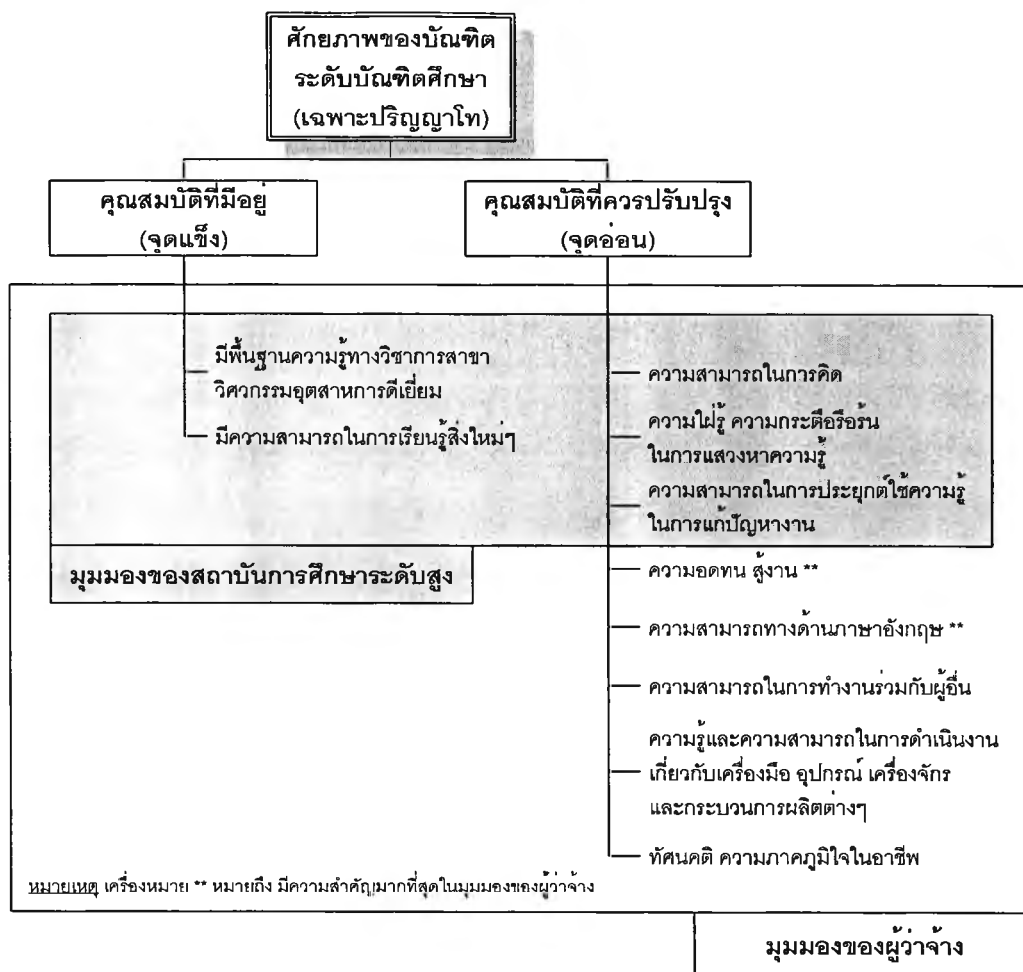 ศักยภาพของบัณฑิต
ระดับบัณฑิตศึกษา
(เฉพาะปริญญาโท)
คุณสมบัติที่มีอยู่
(จุดแข็ง)
คุณสมบัติที่ควรปรับปรุง
(จุดอ่อน)
มีพื้นฐานความรู้ทางวิชาการสาขา
วิศวกรรมอุตสาหการดีเยี่ยม
มีความสามารถในการเรียนรู้สิ่งใหม่ๆ
ความสามารถในการคิด
ความใฝ่รู้ ความกระตือรือร้น
ในการแสวงหาความรู้
ความสามารถในการประยุกต์ใช้ความรู้
ในการแก้ปัญหางาน
มุมมองของสถาบันการศึกษาระดับสูง
ความอดทน สู้งาน **
ความสามารถทางด้านภาษาอังกฤษ **
ความสามารถในการทำงานร่วมกับผู้อื่น
ความรู้และความสามารถในการดำเนินงาน
เกี่ยวกับเครื่องมือ อุปกรณ์ เครื่องจักร
และกระบวนการผลิตต่างๆ
ทัศนคติ ความภาคภูมิใจในอาชีพ
หมายเหตุ เครื่องหมาย ** หมายถึง มีความสำคัญมากที่สุดในมุมมองของผู้ว่าจ้าง
มุมมองของผู้ว่าจ้าง